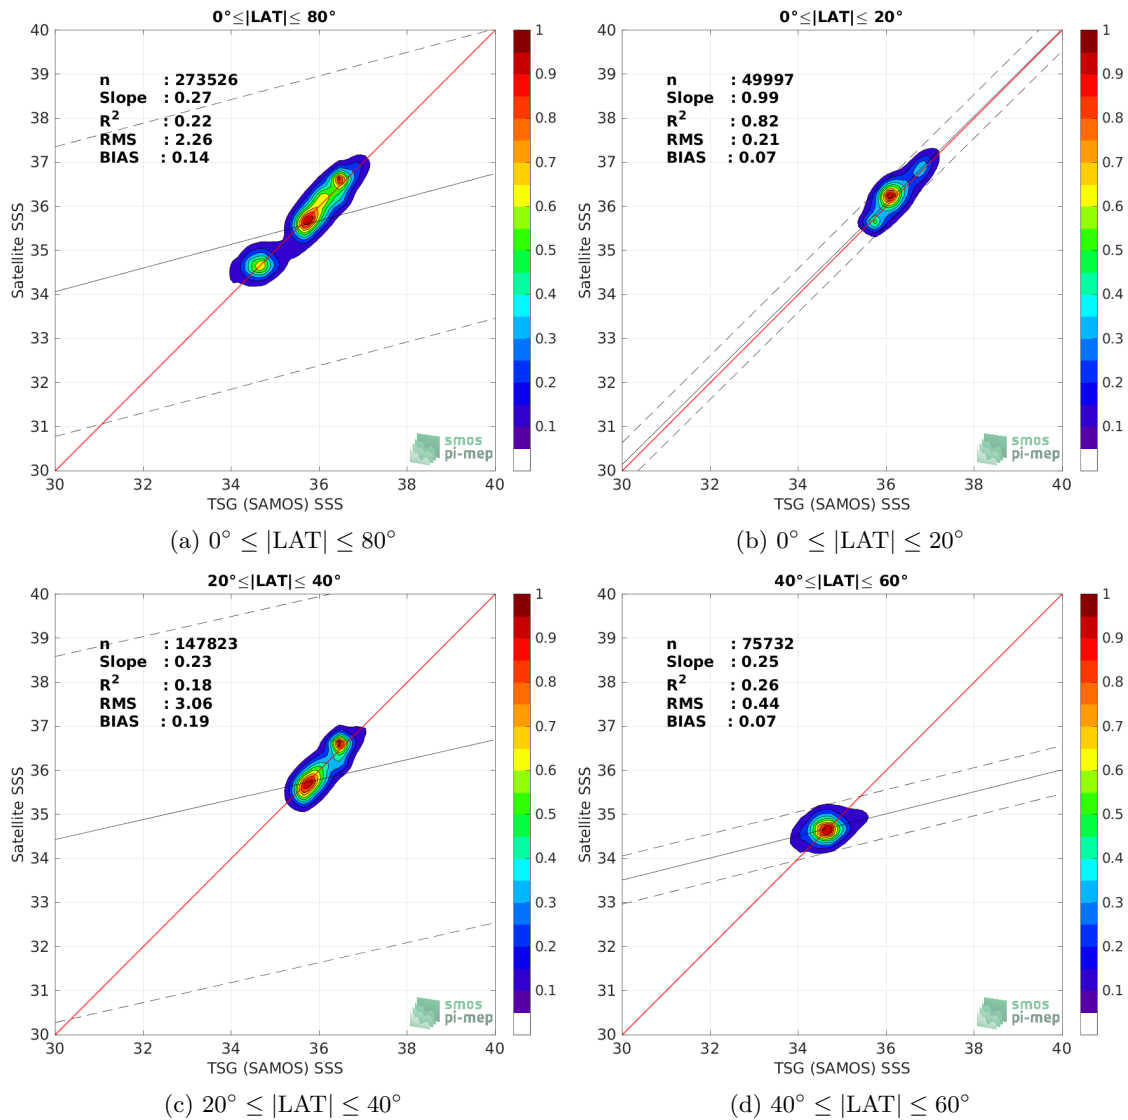 0°≤|LAT|≤ 80°
n : 273526
Slope : 0.27
R² : 0.22
RMS : 2.26
BIAS : 0.14
Satellite SSS
40
39
38
37
36
35
34
33
32
31
30
30 32 34 36 38 40
TSG (SAMOS) SSS
1
0.9
0.8
0.7
0.6
0.5
0.4
0.3
0.2
0.1
smos
pi-mep
(a) 0° ≤ |LAT| ≤ 80°
0°≤|LAT|≤ 20°
n : 49997
Slope : 0.99
R² : 0.82
RMS : 0.21
BIAS : 0.07
Satellite SSS
40
39
38
37
36
35
34
33
32
31
30
30 32 34 36 38 40
TSG (SAMOS) SSS
1
0.9
0.8
0.7
0.6
0.5
0.4
0.3
0.2
0.1
smos
pi-mep
(b) 0° ≤ |LAT| ≤ 20°
20°≤|LAT|≤ 40°
n : 147823
Slope : 0.23
R² : 0.18
RMS : 3.06
BIAS : 0.19
Satellite SSS
40
39
38
37
36
35
34
33
32
31
30
30 32 34 36 38 40
TSG (SAMOS) SSS
1
0.9
0.8
0.7
0.6
0.5
0.4
0.3
0.2
0.1
smos
pi-mep
(c) 20° ≤ |LAT| ≤ 40°
40°≤|LAT|≤ 60°
n : 75732
Slope : 0.25
R² : 0.26
RMS : 0.44
BIAS : 0.07
Satellite SSS
40
39
38
37
36
35
34
33
32
31
30
30 32 34 36 38 40
TSG (SAMOS) SSS
1
0.9
0.8
0.7
0.6
0.5
0.4
0.3
0.2
0.1
smos
pi-mep
(d) 40° ≤ |LAT| ≤ 60°